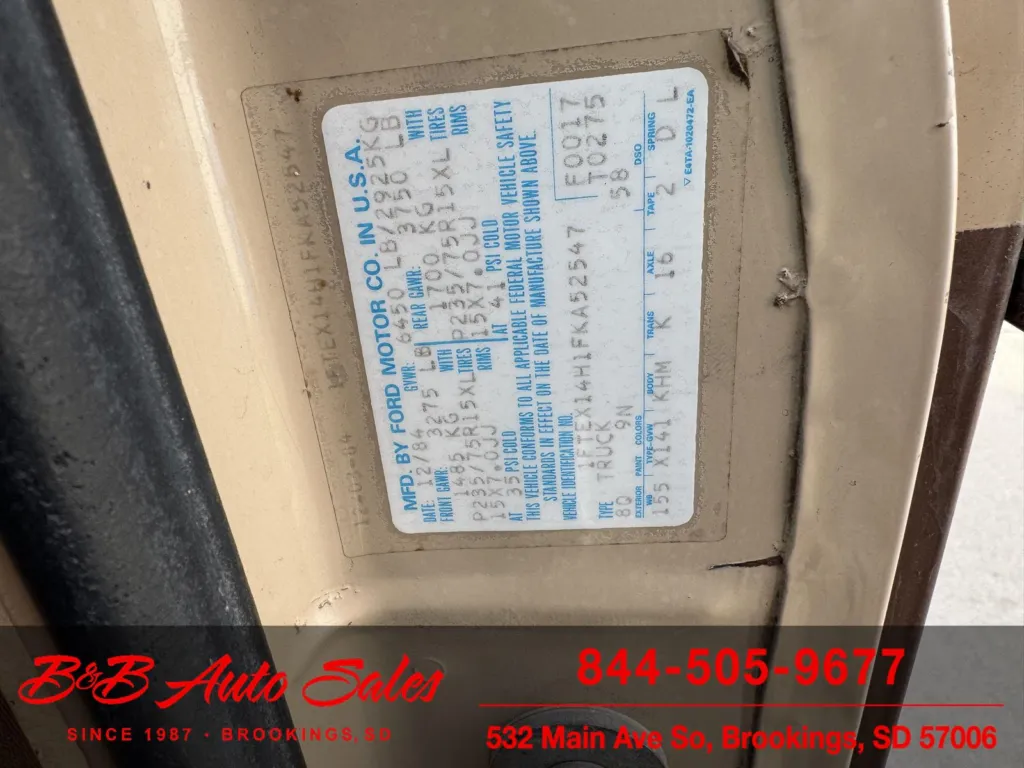 MFD. BY FORD MOTOR CO. IN U.S.A.
DATE: 12/84 GVWR: 6450 LB/2925KG
FRONT GAWR: 3275 LB REAR GAWR: 3750 LB
1485 KG WITH 1700 KG WITH
P235/75R15XL TIRES P235/75R15XL TIRES
15X7.0JJ RIMS 15X7.0JJ RIMS
AT 35 PSI COLD AT 41 PSI COLD
THIS VEHICLE CONFORMS TO ALL APPLICABLE FEDERAL MOTOR VEHICLE SAFETY
STANDARDS IN EFFECT ON THE DATE OF MANUFACTURE SHOWN ABOVE.
VEHICLE IDENTIFICATION NO.
1FTEX14H1FKA52547
F0017
T0275
TYPE TRUCK
8Q 9N 58
EXTERIOR PAINT COLORS DSO
WB TYPE-GVW BODY TRANS AXLE TAPE SPRING
155 X141 KHM K 16 2 D L
▽ E4TA-1020472-EA
B&B Auto Sales
SINCE 1987 · BROOKINGS, SD
844-505-9677
532 Main Ave So, Brookings, SD 57006